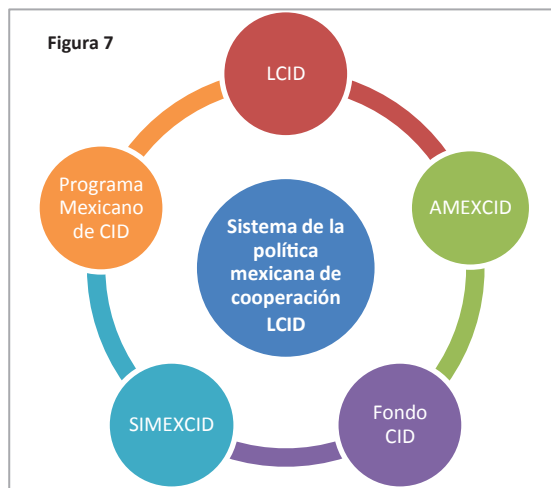 Figura 7
LCID
AMEXCID
Fondo
CID
SIMEXCID
Programa
Mexicano
de CID
Sistema de la
política
mexicana de
cooperación
LCID